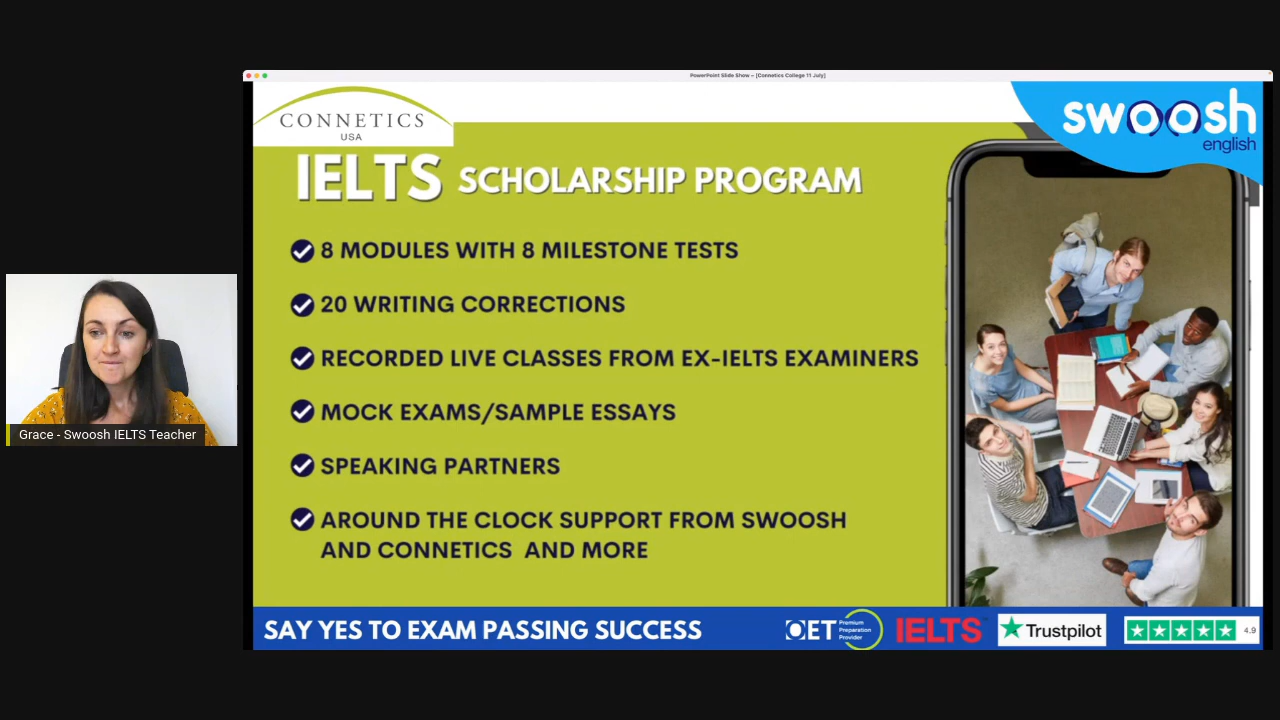 PowerPoint Slide Show – [Connetics College 11 July]
CONNETICS
USA
swoosh
english
IELTS SCHOLARSHIP PROGRAM
8 MODULES WITH 8 MILESTONE TESTS
20 WRITING CORRECTIONS
RECORDED LIVE CLASSES FROM EX-IELTS EXAMINERS
MOCK EXAMS/SAMPLE ESSAYS
SPEAKING PARTNERS
AROUND THE CLOCK SUPPORT FROM SWOOSH
AND CONNETICS AND MORE
Grace - Swoosh IELTS Teacher
SAY YES TO EXAM PASSING SUCCESS
OET
Premium
Preparation
Provider
IELTS
Trustpilot
4.9